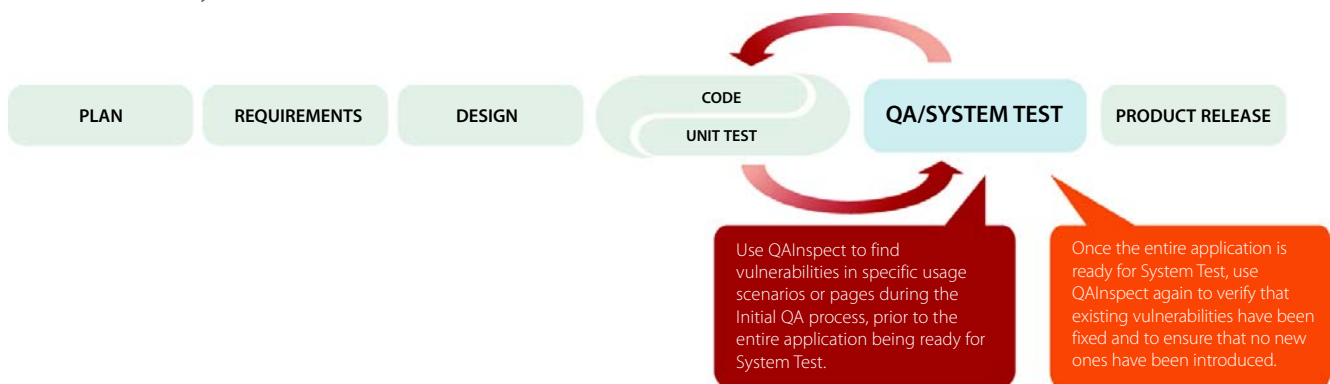 PLAN
REQUIREMENTS
DESIGN
CODE
UNIT TEST
QA/SYSTEM TEST
PRODUCT RELEASE
Use QAInspect to find
vulnerabilities in specific usage
scenarios or pages during the
Initial QA process, prior to the
entire application being ready for
System Test.
Once the entire application is
ready for System Test, use
QAInspect again to verify that
existing vulnerabilities have been
fixed and to ensure that no new
ones have been introduced.